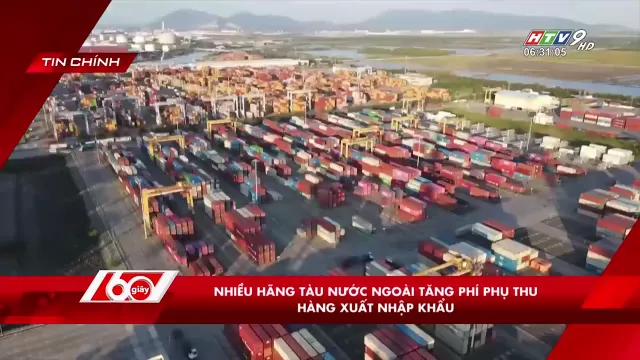 TIN CHÍNH
HTV9 HD
06:31:05
60 giây
NHIỀU HÃNG TÀU NƯỚC NGOÀI TĂNG PHÍ PHỤ THU
HÀNG XUẤT NHẬP KHẨU